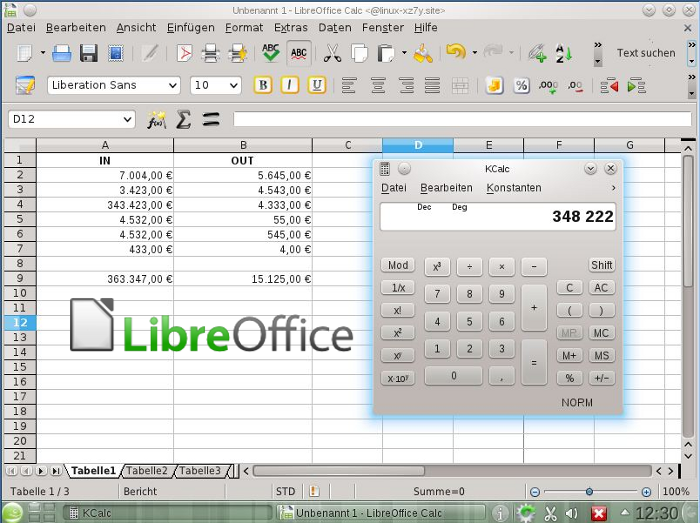 Unbenannt 1 - LibreOffice Calc <@linux-xz7y.site>
Datei Bearbeiten Ansicht Einfügen Format Extras Daten Fenster Hilfe
ABC ABC Text suchen
Liberation Sans 10 B I U
D12
A B C D E F G
1 IN OUT
2 7.004,00 € 5.645,00 €
3 3.423,00 € 4.543,00 €
4 343.423,00 € 4.333,00 €
5 4.532,00 € 55,00 €
6 4.532,00 € 545,00 €
7 433,00 € 4,00 €
8
9 363.347,00 € 15.125,00 €
10
11
12
13
14
15
16
17
18
19
20
21
LibreOffice
KCalc
Datei Bearbeiten Konstanten
Dec Deg
348 222
Mod x³ ÷ × − Shift
1/x 7 8 9 + C AC
x! 4 5 6 ( )
x² 1 2 3 = MR MC
xʸ 0 , M+ MS
x·10ʸ % +/−
NORM
Tabelle1 Tabelle2 Tabelle3
Tabelle 1 / 3 Bericht STD Summe=0 100%
KCalc Unbenannt 1 - LibreOffice Calc 12:30